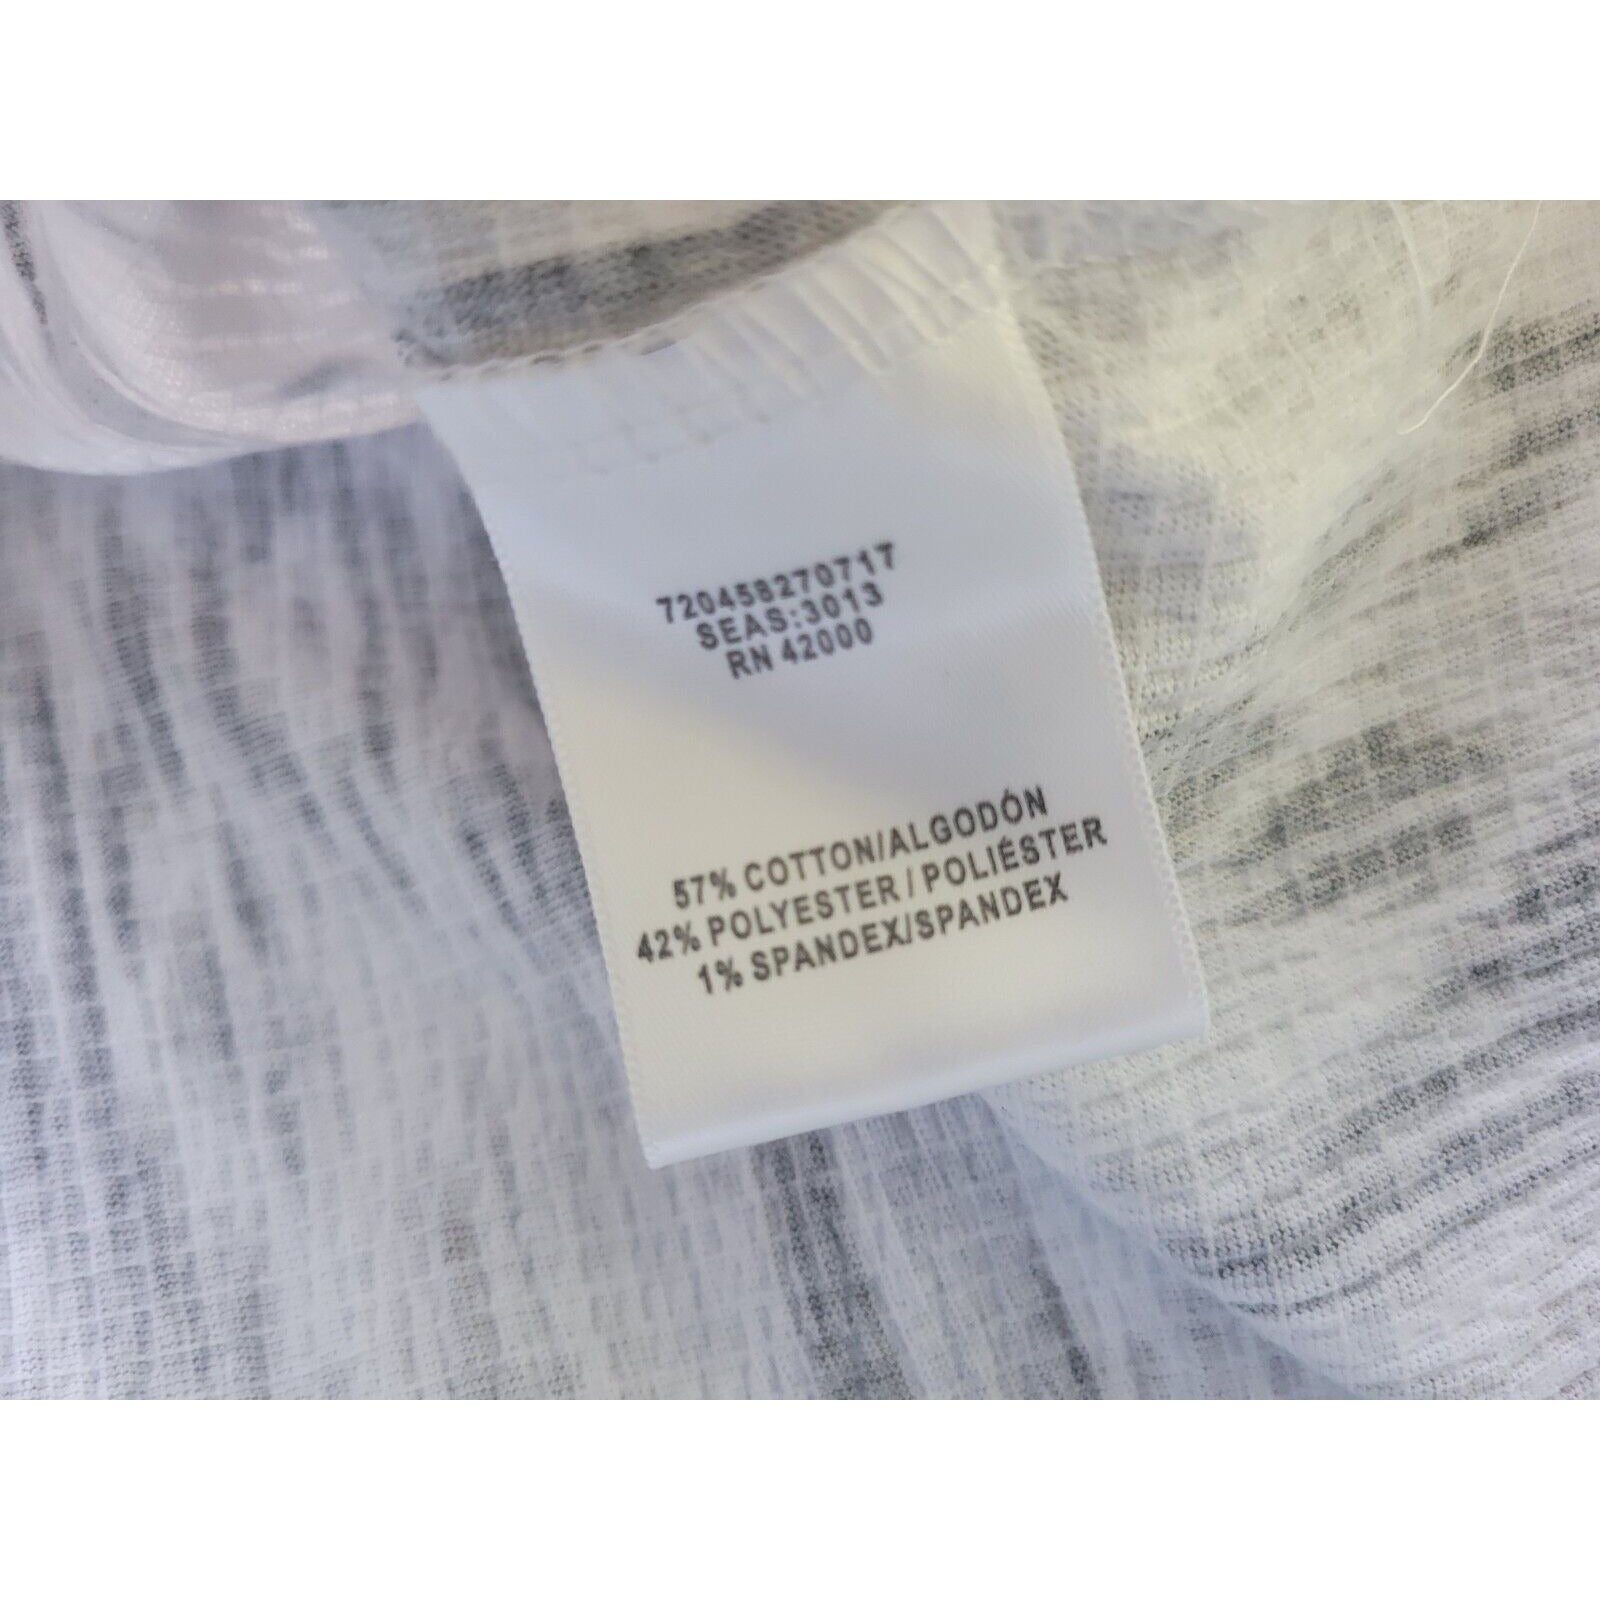 720458270717
SEAS:3013
RN 42000
57% COTTON/ALGODÓN
42% POLYESTER / POLIÉSTER
1% SPANDEX/SPANDEX